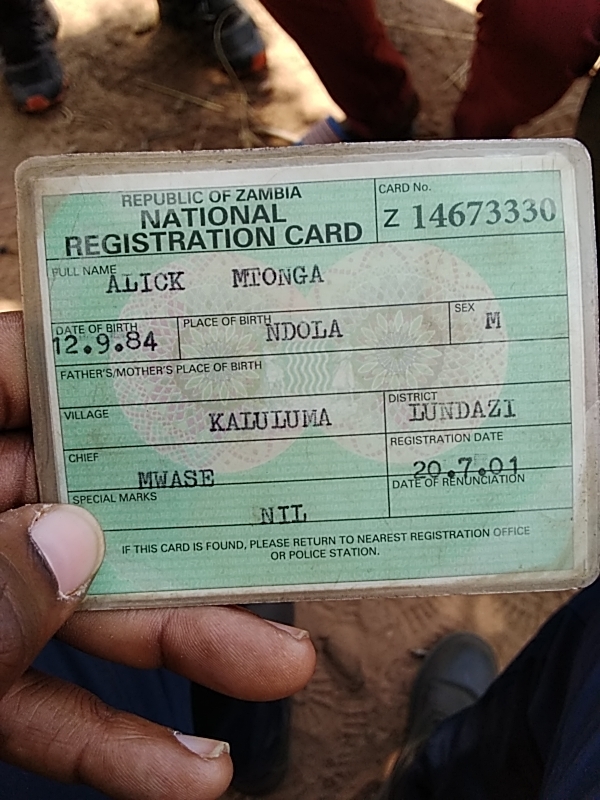 REPUBLIC OF ZAMBIA
NATIONAL
REGISTRATION CARD
CARD No.
Z 14673330
FULL NAME
ALICK MTONGA
DATE OF BIRTH
12.9.84
PLACE OF BIRTH
NDOLA
SEX
M
FATHER'S/MOTHER'S PLACE OF BIRTH
VILLAGE
KALULUMA
DISTRICT
LUNDAZI
CHIEF
MWASE
REGISTRATION DATE
20.7.01
SPECIAL MARKS
NIL
DATE OF RENUNCIATION
IF THIS CARD IS FOUND, PLEASE RETURN TO NEAREST REGISTRATION OFFICE
OR POLICE STATION.